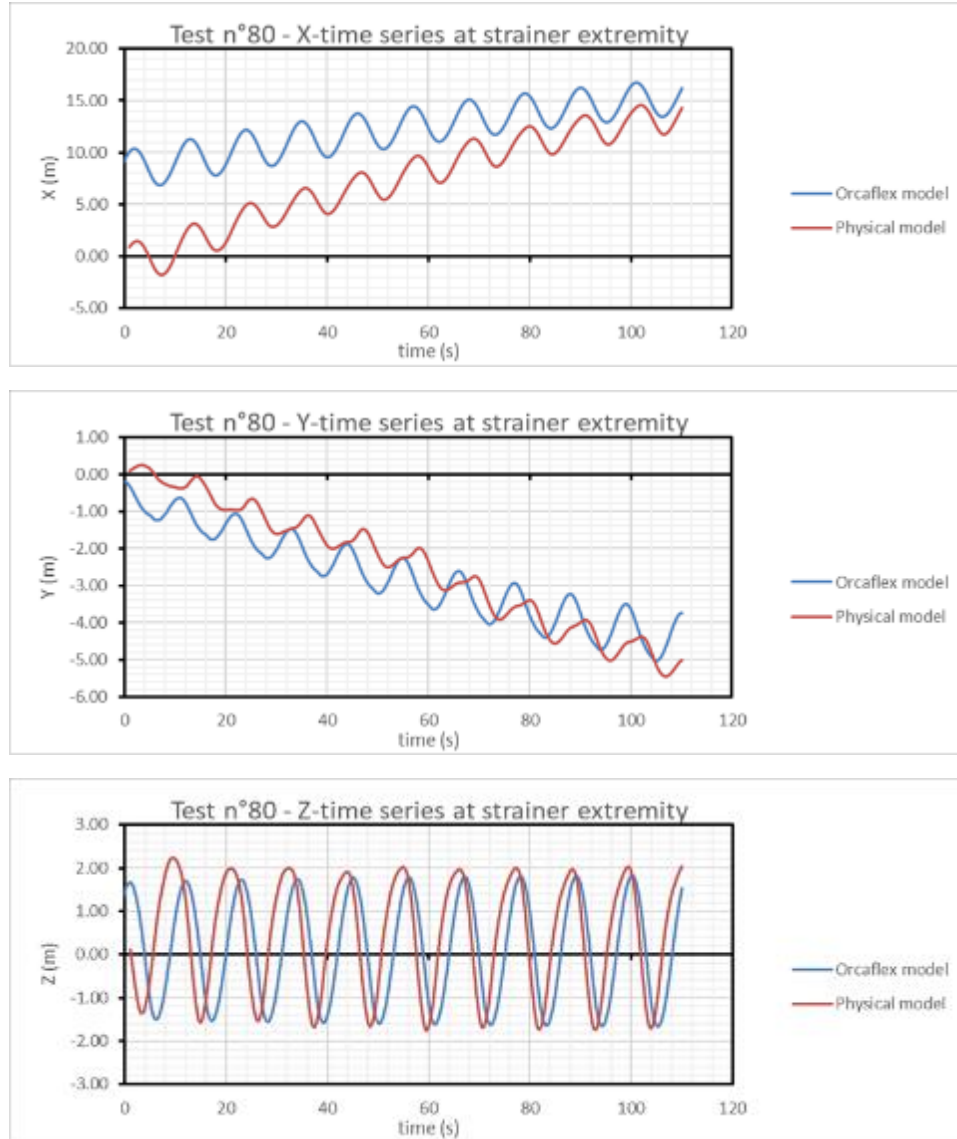 Test n°80 - X-time series at strainer extremity
20.00
15.00
10.00
5.00
0.00
-5.00
X (m)
0 20 40 60 80 100 120
time (s)
Orcaflex model
Physical model
Test n°80 - Y-time series at strainer extremity
1.00
0.00
-1.00
-2.00
-3.00
-4.00
-5.00
-6.00
Y (m)
0 20 40 60 80 100 120
time (s)
Orcaflex model
Physical model
Test n°80 - Z-time series at strainer extremity
3.00
2.00
1.00
0.00
-1.00
-2.00
-3.00
Z (m)
0 20 40 60 80 100 120
time (s)
Orcaflex model
Physical model